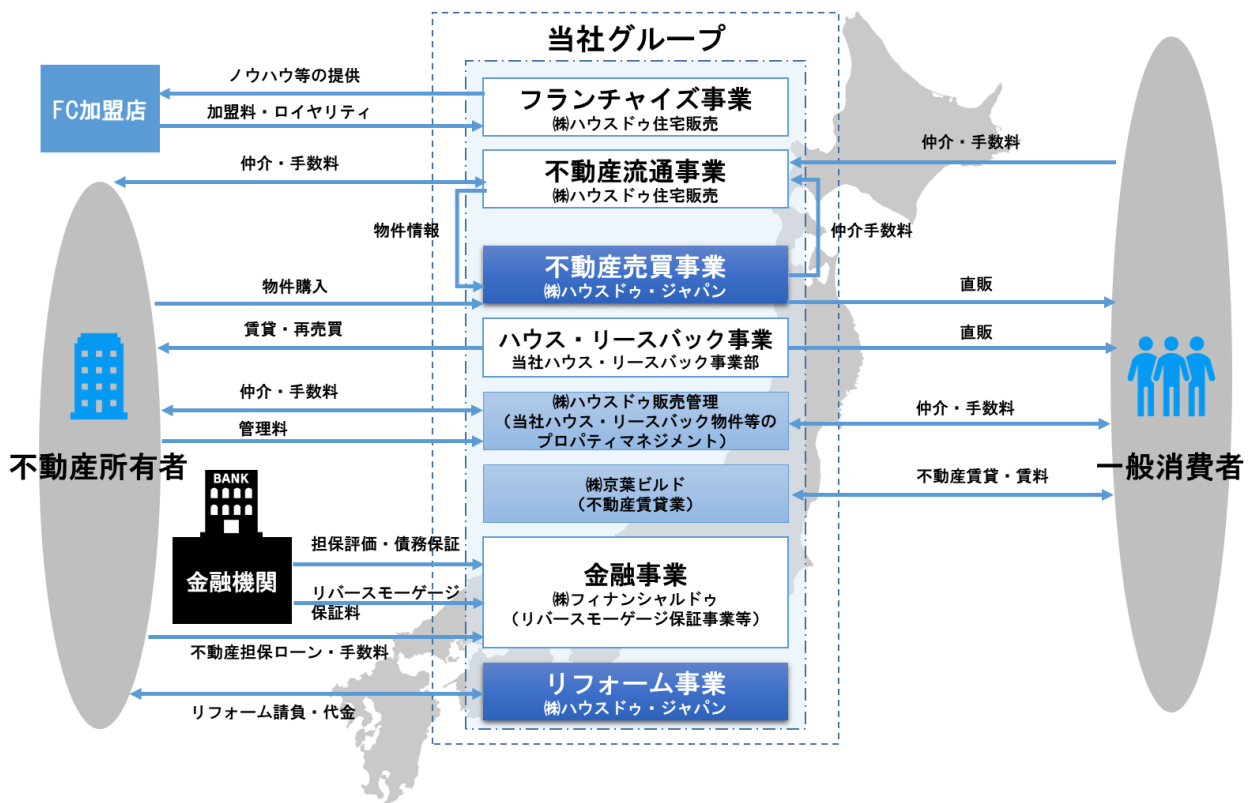 当社グループ
ノウハウ等の提供
FC加盟店
加盟料・ロイヤリティ
フランチャイズ事業
㈱ハウスドゥ住宅販売
仲介・手数料
不動産流通事業
㈱ハウスドゥ住宅販売
仲介・手数料
物件情報
仲介手数料
不動産売買事業
㈱ハウスドゥ・ジャパン
物件購入
直販
賃貸・再売買
ハウス・リースバック事業
当社ハウス・リースバック事業部
直販
仲介・手数料
管理料
㈱ハウスドゥ販売管理
（当社ハウス・リースバック物件等の
プロパティマネジメント）
仲介・手数料
不動産所有者
一般消費者
㈱京葉ビルド
（不動産賃貸業）
不動産賃貸・賃料
BANK
金融機関
担保評価・債務保証
リバースモーゲージ
保証料
金融事業
㈱フィナンシャルドゥ
（リバースモーゲージ保証事業等）
不動産担保ローン・手数料
リフォーム事業
㈱ハウスドゥ・ジャパン
リフォーム請負・代金